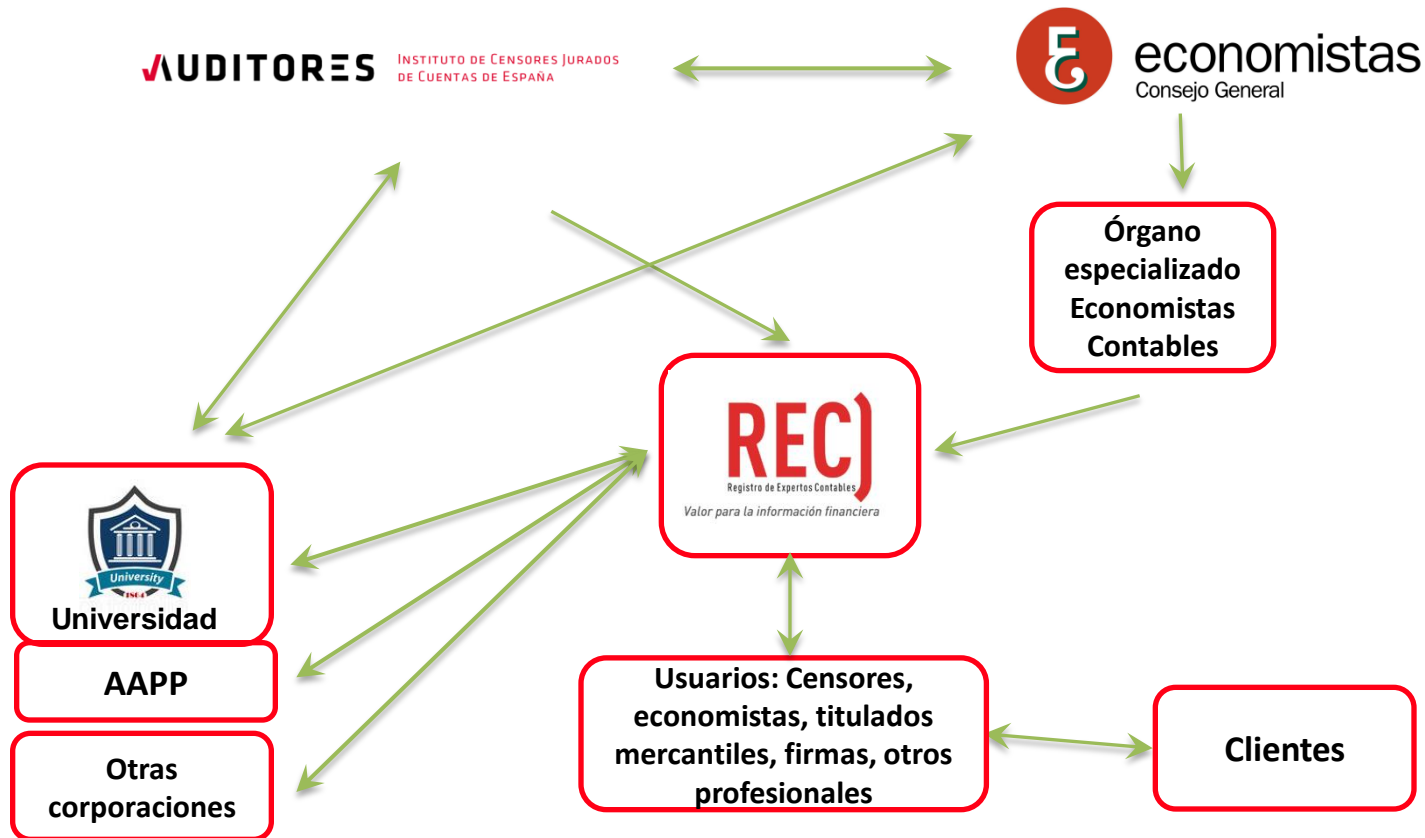 AUDITORES
INSTITUTO DE CENSORES JURADOS
DE CUENTAS DE ESPAÑA
economistas
Consejo General
Órgano
especializado
Economistas
Contables
REC
Registro de Expertos Contables
Valor para la información financiera
University
1864
Universidad
AAPP
Otras
corporaciones
Usuarios: Censores,
economistas, titulados
mercantiles, firmas, otros
profesionales
Clientes